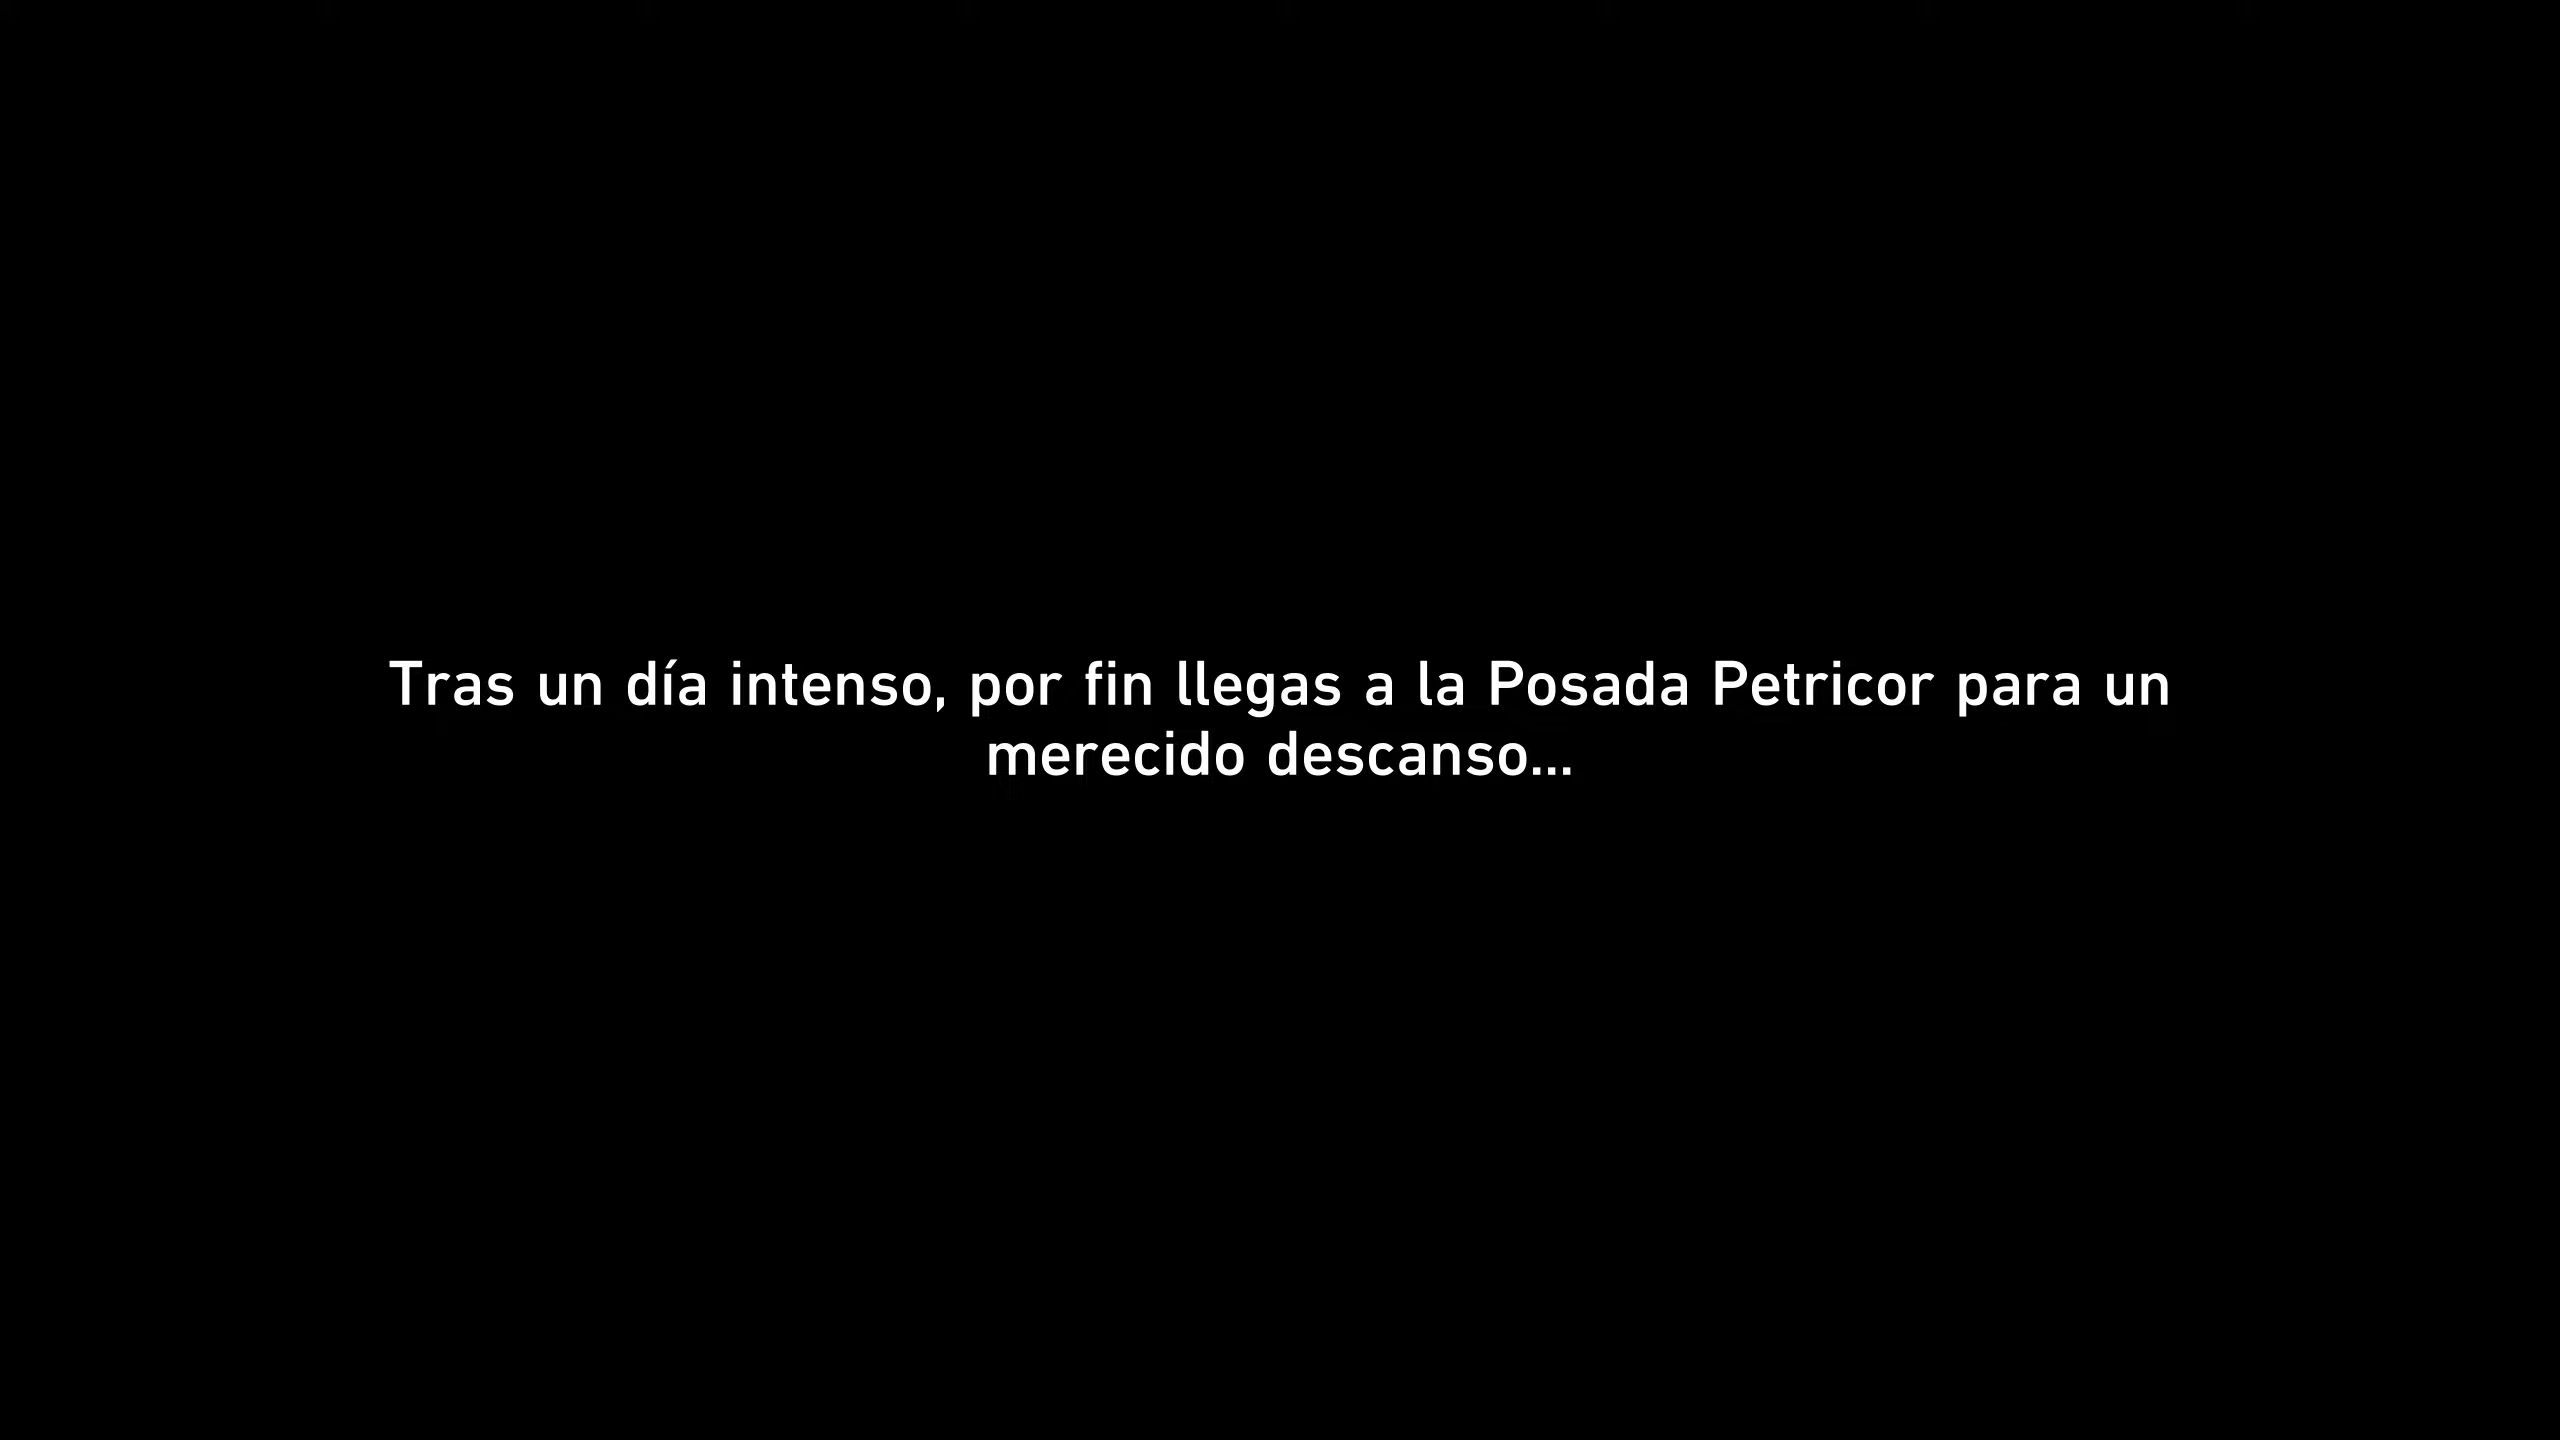 Tras un día intenso, por fin llegas a la Posada Petricor para un
merecido descanso...